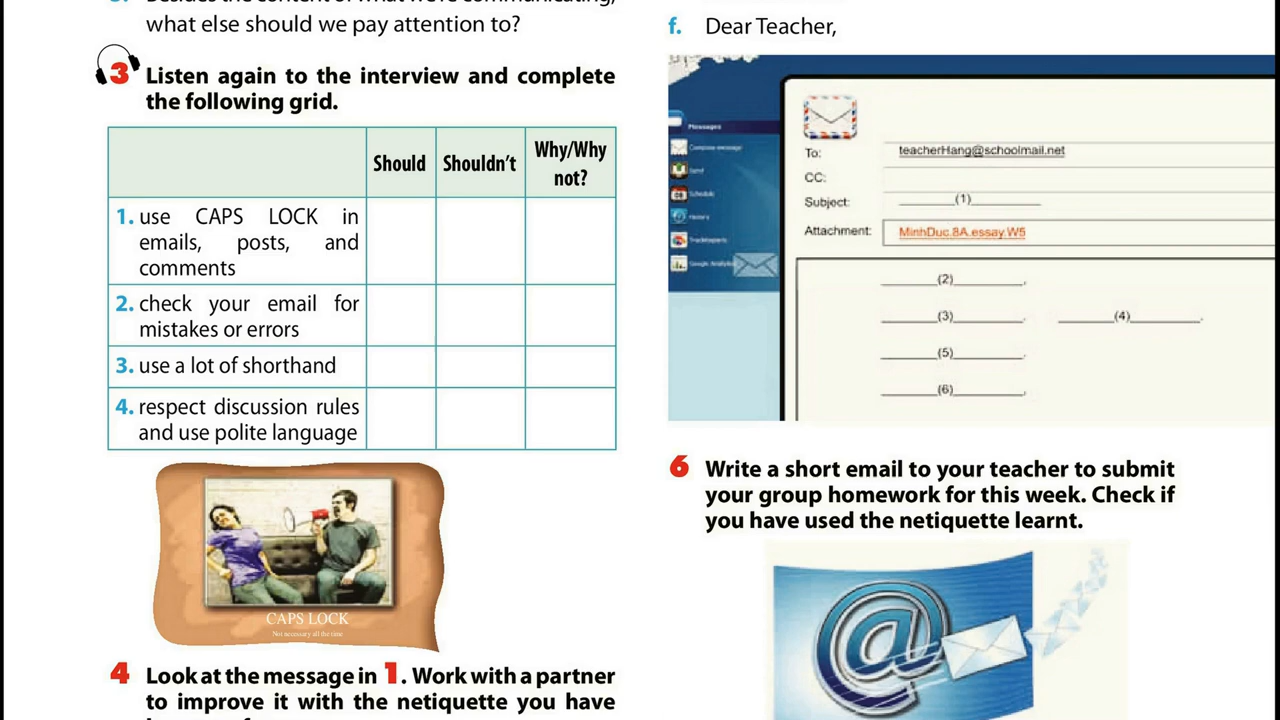 what else should we pay attention to?
3 Listen again to the interview and complete
the following grid.
Should Shouldn't Why/Why
not?
1. use CAPS LOCK in
emails, posts, and
comments
2. check your email for
mistakes or errors
3. use a lot of shorthand
4. respect discussion rules
and use polite language
CAPS LOCK
Not necessary all the time
4 Look at the message in 1. Work with a partner
to improve it with the netiquette you have
f. Dear Teacher,
Messages
Compose message
Send
Schedule
History
To: teacherHang@schoolmail.net
CC:
Subject: (1)
Attachment: MinhDuc.8A.essay.W5
(2) ,
(3) . (4) .
(5) .
(6) ,
6 Write a short email to your teacher to submit
your group homework for this week. Check if
you have used the netiquette learnt.